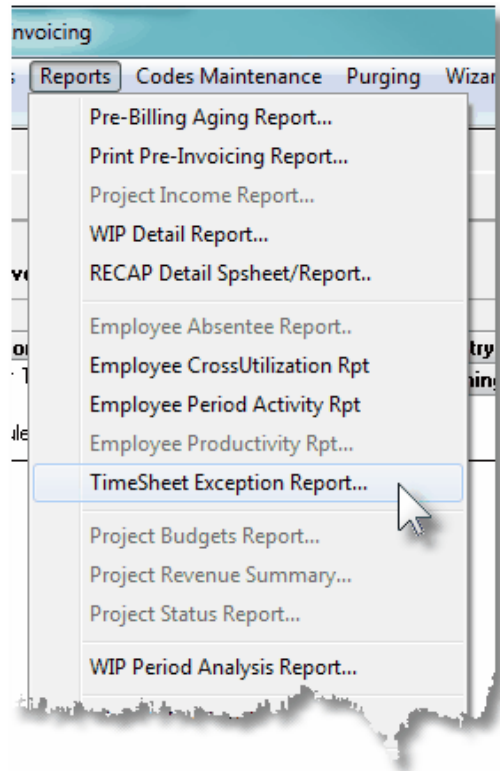 nvoicing
Reports Codes Maintenance Purging Wizar
Pre-Billing Aging Report...
Print Pre-Invoicing Report...
Project Income Report...
WIP Detail Report...
RECAP Detail Spsheet/Report..
Employee Absentee Report..
Employee CrossUtilization Rpt
Employee Period Activity Rpt
Employee Productivity Rpt...
TimeSheet Exception Report...
Project Budgets Report...
Project Revenue Summary...
Project Status Report...
WIP Period Analysis Report...